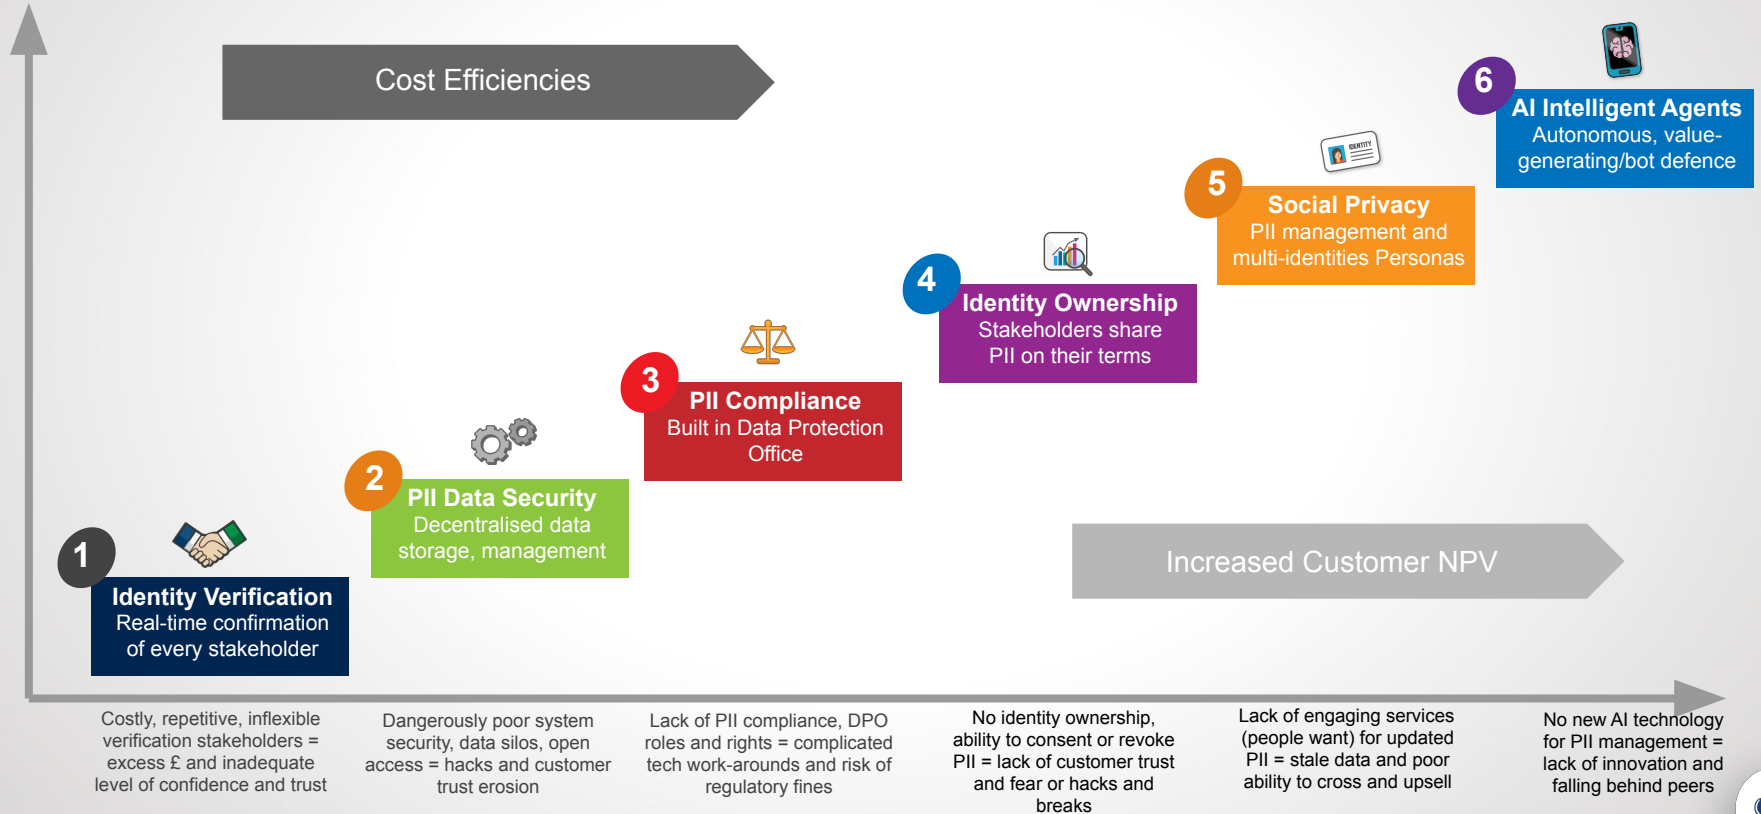 Cost Efficiencies
6
AI Intelligent Agents
Autonomous, value-
generating/bot defence
IDENTITY
5
Social Privacy
PII management and
multi-identities Personas
4
Identity Ownership
Stakeholders share
PII on their terms
3
PII Compliance
Built in Data Protection
Office
2
PII Data Security
Decentralised data
storage, management
1
Identity Verification
Real-time confirmation
of every stakeholder
Increased Customer NPV
Costly, repetitive, inflexible
verification stakeholders =
excess £ and inadequate
level of confidence and trust
Dangerously poor system
security, data silos, open
access = hacks and customer
trust erosion
Lack of PII compliance, DPO
roles and rights = complicated
tech work-arounds and risk of
regulatory fines
No identity ownership,
ability to consent or revoke
PII = lack of customer trust
and fear or hacks and
breaks
Lack of engaging services
(people want) for updated
PII = stale data and poor
ability to cross and upsell
No new AI technology
for PII management =
lack of innovation and
falling behind peers